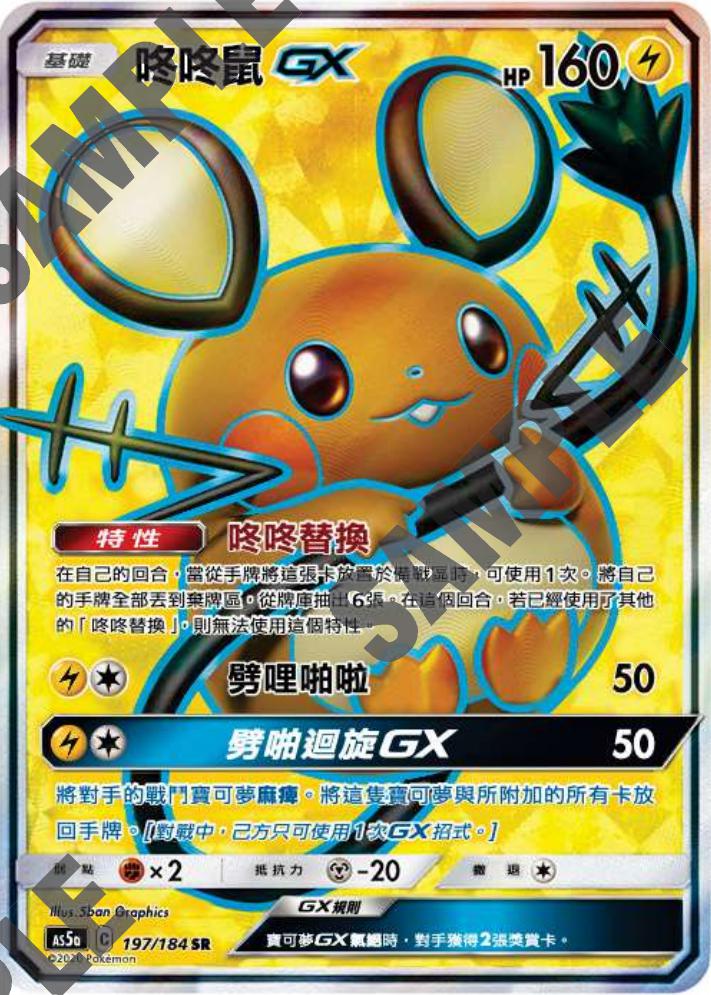 基礎 咚咚鼠GX HP 160
特性 咚咚替換
在自己的回合,當從手牌將這張卡放置於備戰區時,可使用1次。將自己
的手牌全部丟到棄牌區,從牌庫抽出6張。在這個回合,若已經使用了其他
的「咚咚替換」,則無法使用這個特性。
劈哩啪啦 50
劈啪迴旋GX 50
將對手的戰鬥寶可夢麻痺。將這隻寶可夢與所附加的所有卡放
回手牌。[對戰中,己方只可使用1次GX招式。]
弱點 ×2 抵抗力 -20 撤退
Illus. 5ban Graphics
GX規則
AS5a C 197/184 SR
寶可夢GX氣絕時,對手獲得2張獎賞卡。
©2020 Pokémon
SAMPLE
SAMPLE